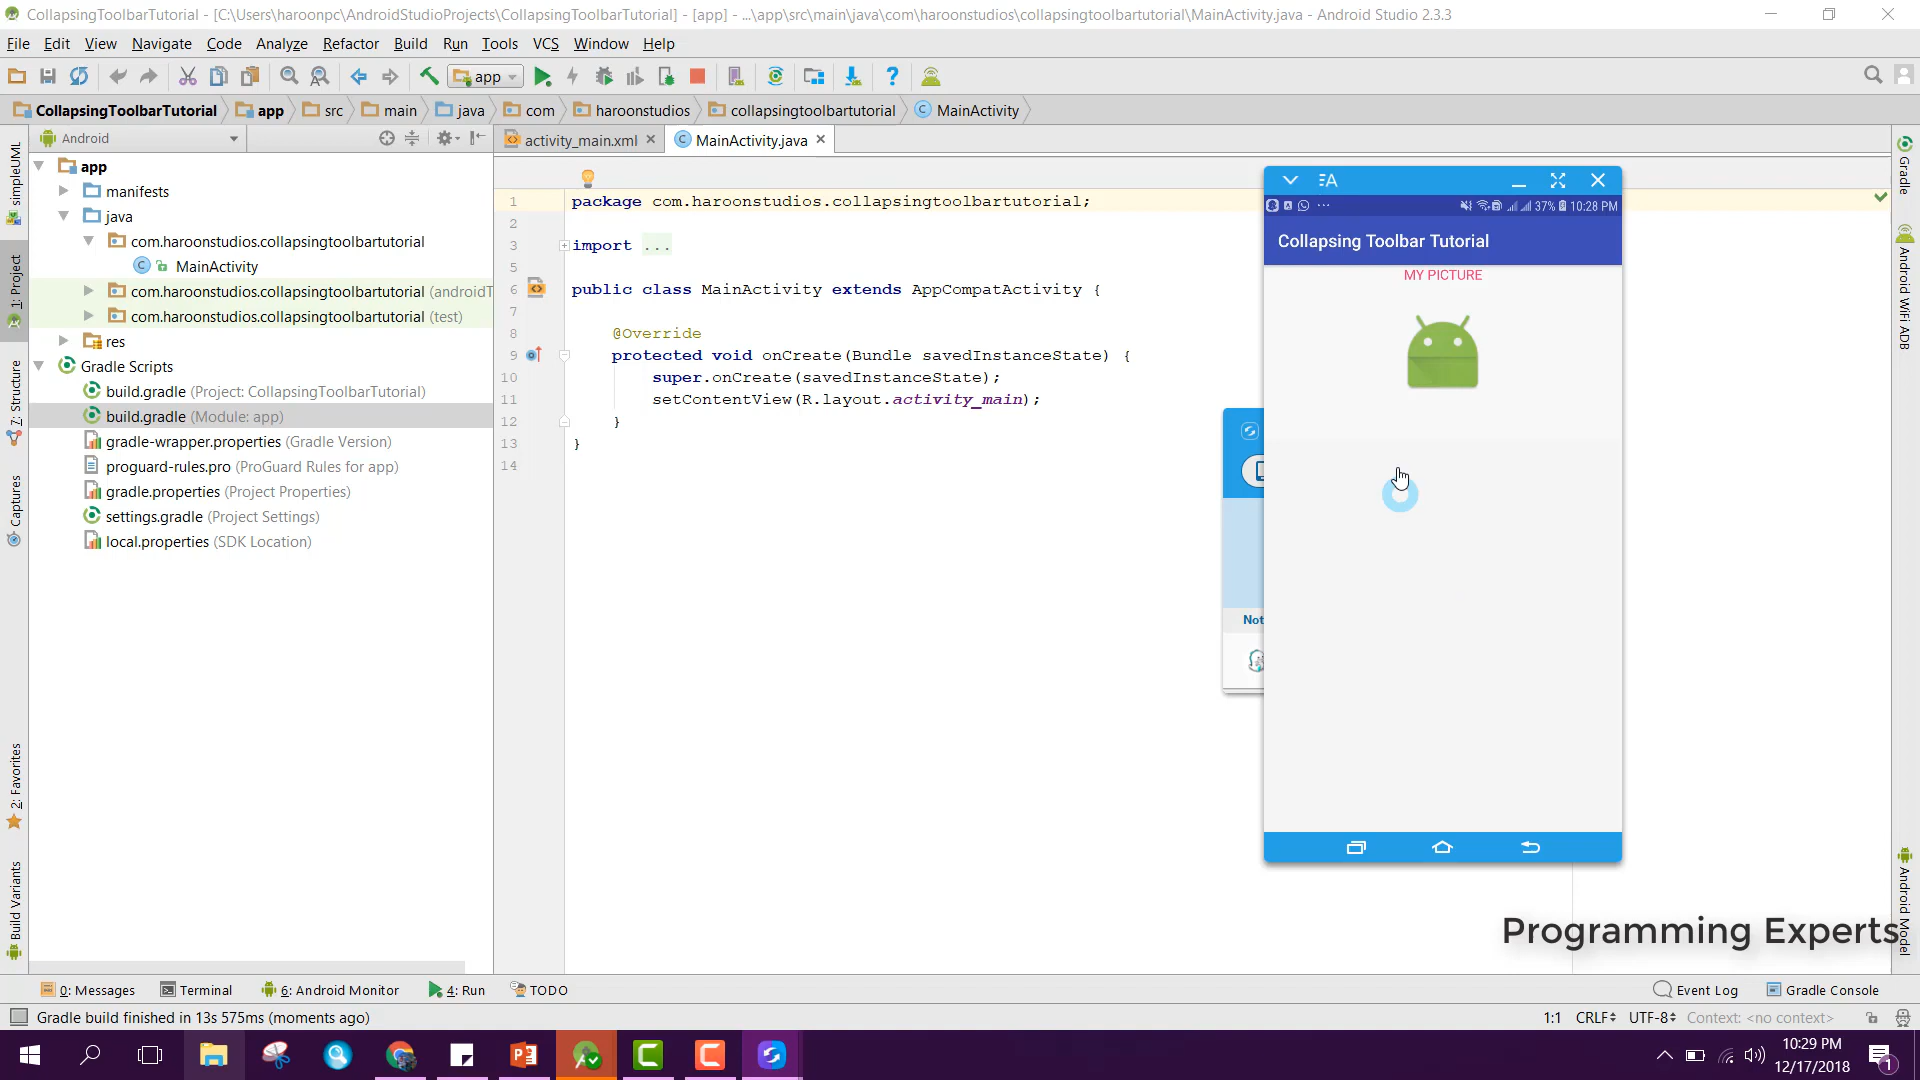 CollapsingToolbarTutorial - [C:\Users\haroonpc\AndroidStudioProjects\CollapsingToolbarTutorial] - [app] - ...\app\src\main\java\com\haroonstudios\collapsingtoolbartutorial\MainActivity.java - Android Studio 2.3.3
File Edit View Navigate Code Analyze Refactor Build Run Tools VCS Window Help
app
CollapsingToolbarTutorial app src main java com haroonstudios collapsingtoolbartutorial MainActivity
Android
activity_main.xml MainActivity.java
app
manifests
java
com.haroonstudios.collapsingtoolbartutorial
MainActivity
com.haroonstudios.collapsingtoolbartutorial (androidT
com.haroonstudios.collapsingtoolbartutorial (test)
res
Gradle Scripts
build.gradle (Project: CollapsingToolbarTutorial)
build.gradle (Module: app)
gradle-wrapper.properties (Gradle Version)
proguard-rules.pro (ProGuard Rules for app)
gradle.properties (Project Properties)
settings.gradle (Project Settings)
local.properties (SDK Location)
simpleUML
1: Project
7: Structure
Captures
2: Favorites
Build Variants
1 package com.haroonstudios.collapsingtoolbartutorial;
2
3 import ...
5
6 public class MainActivity extends AppCompatActivity {
7
8 @Override
9 protected void onCreate(Bundle savedInstanceState) {
10 super.onCreate(savedInstanceState);
11 setContentView(R.layout.activity_main);
12 }
13 }
14
Not
37% 10:28 PM
Collapsing Toolbar Tutorial
MY PICTURE
Gradle
Android WiFi ADB
Android Model
Programming Experts
0: Messages Terminal 6: Android Monitor 4: Run TODO Event Log Gradle Console
Gradle build finished in 13s 575ms (moments ago) 1:1 CRLF UTF-8 Context: <no context>
10:29 PM
12/17/2018
1